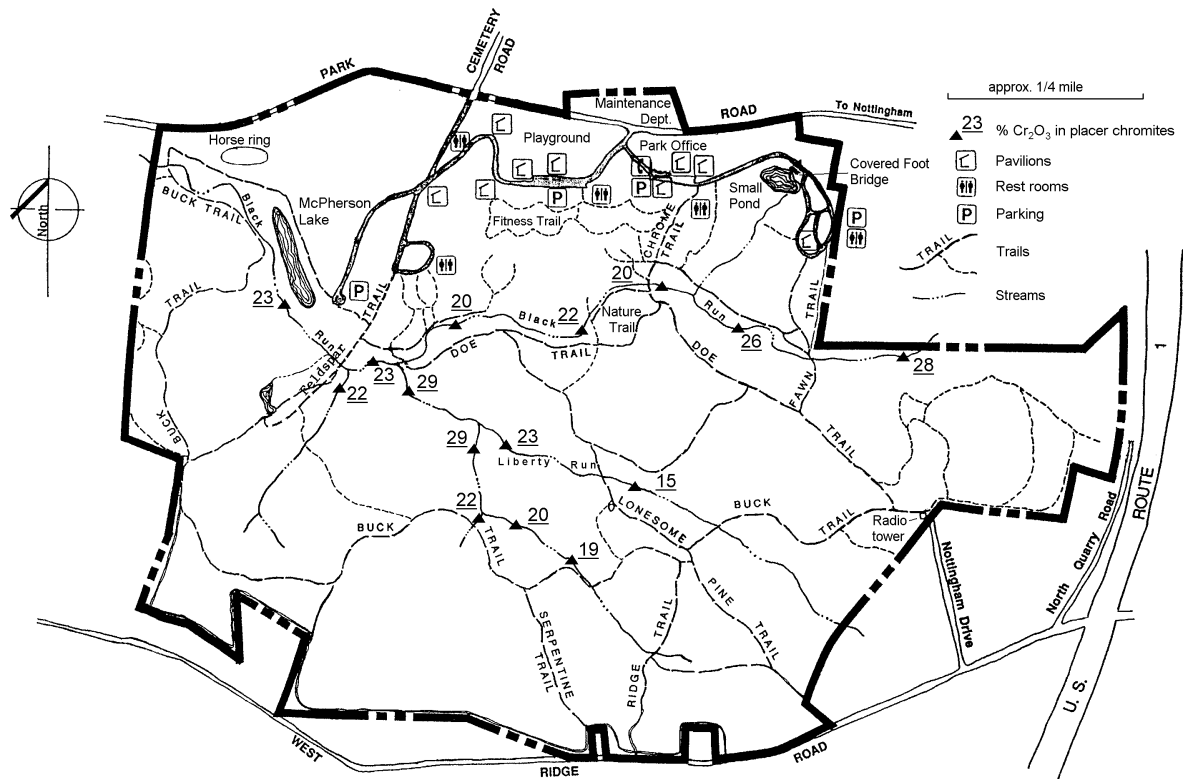 CEMETERY
ROAD
PARK
ROAD
Maintenance
Dept.
To Nottingham
approx. 1/4 mile
23
% Cr₂O₃ in placer chromites
Pavilions
Rest rooms
P
Parking
TRAIL
Trails
Streams
North
Horse ring
Playground
Park Office
Covered Foot
Bridge
BUCK TRAIL
Black
McPherson
Lake
P
P
P
P
Small
Pond
Fitness Trail
CHROME
TRAIL
TRAIL
23
Run
TRAIL
Feldspar
20
Black
22
20
Nature
Trail
Run
26
TRAIL
28
DOE
TRAIL
DOE
FAWN
TRAIL
23
29
22
BUCK
29
23
Liberty
Run
15
LONESOME
BUCK
TRAIL
Radio
tower
BUCK
22
TRAIL
20
19
PINE
TRAIL
TRAIL
RIDGE
SERPENTINE
TRAIL
Nottingham Drive
North Quarry Road
U. S.
ROUTE
1
WEST
RIDGE
ROAD